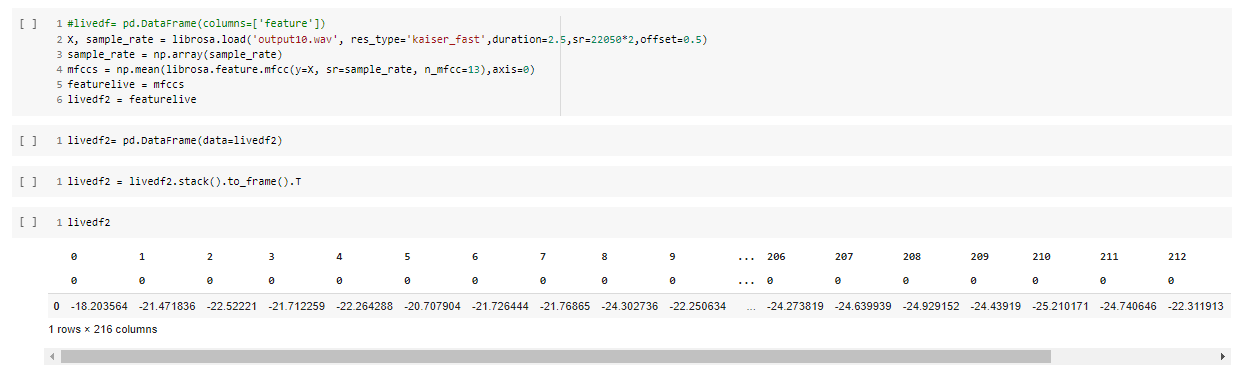 [ ] 1 #livedf= pd.DataFrame(columns=['feature'])
2 X, sample_rate = librosa.load('output10.wav', res_type='kaiser_fast',duration=2.5,sr=22050*2,offset=0.5)
3 sample_rate = np.array(sample_rate)
4 mfccs = np.mean(librosa.feature.mfcc(y=X, sr=sample_rate, n_mfcc=13),axis=0)
5 featurelive = mfccs
6 livedf2 = featurelive
[ ] 1 livedf2= pd.DataFrame(data=livedf2)
[ ] 1 livedf2 = livedf2.stack().to_frame().T
[ ] 1 livedf2
0 1 2 3 4 5 6 7 8 9 ... 206 207 208 209 210 211 212
0 0 0 0 0 0 0 0 0 0 ... 0 0 0 0 0 0 0
0 -18.203564 -21.471836 -22.52221 -21.712259 -22.264288 -20.707904 -21.726444 -21.76865 -24.302736 -22.250634 ... -24.273819 -24.639939 -24.929152 -24.43919 -25.210171 -24.740646 -22.311913
1 rows × 216 columns